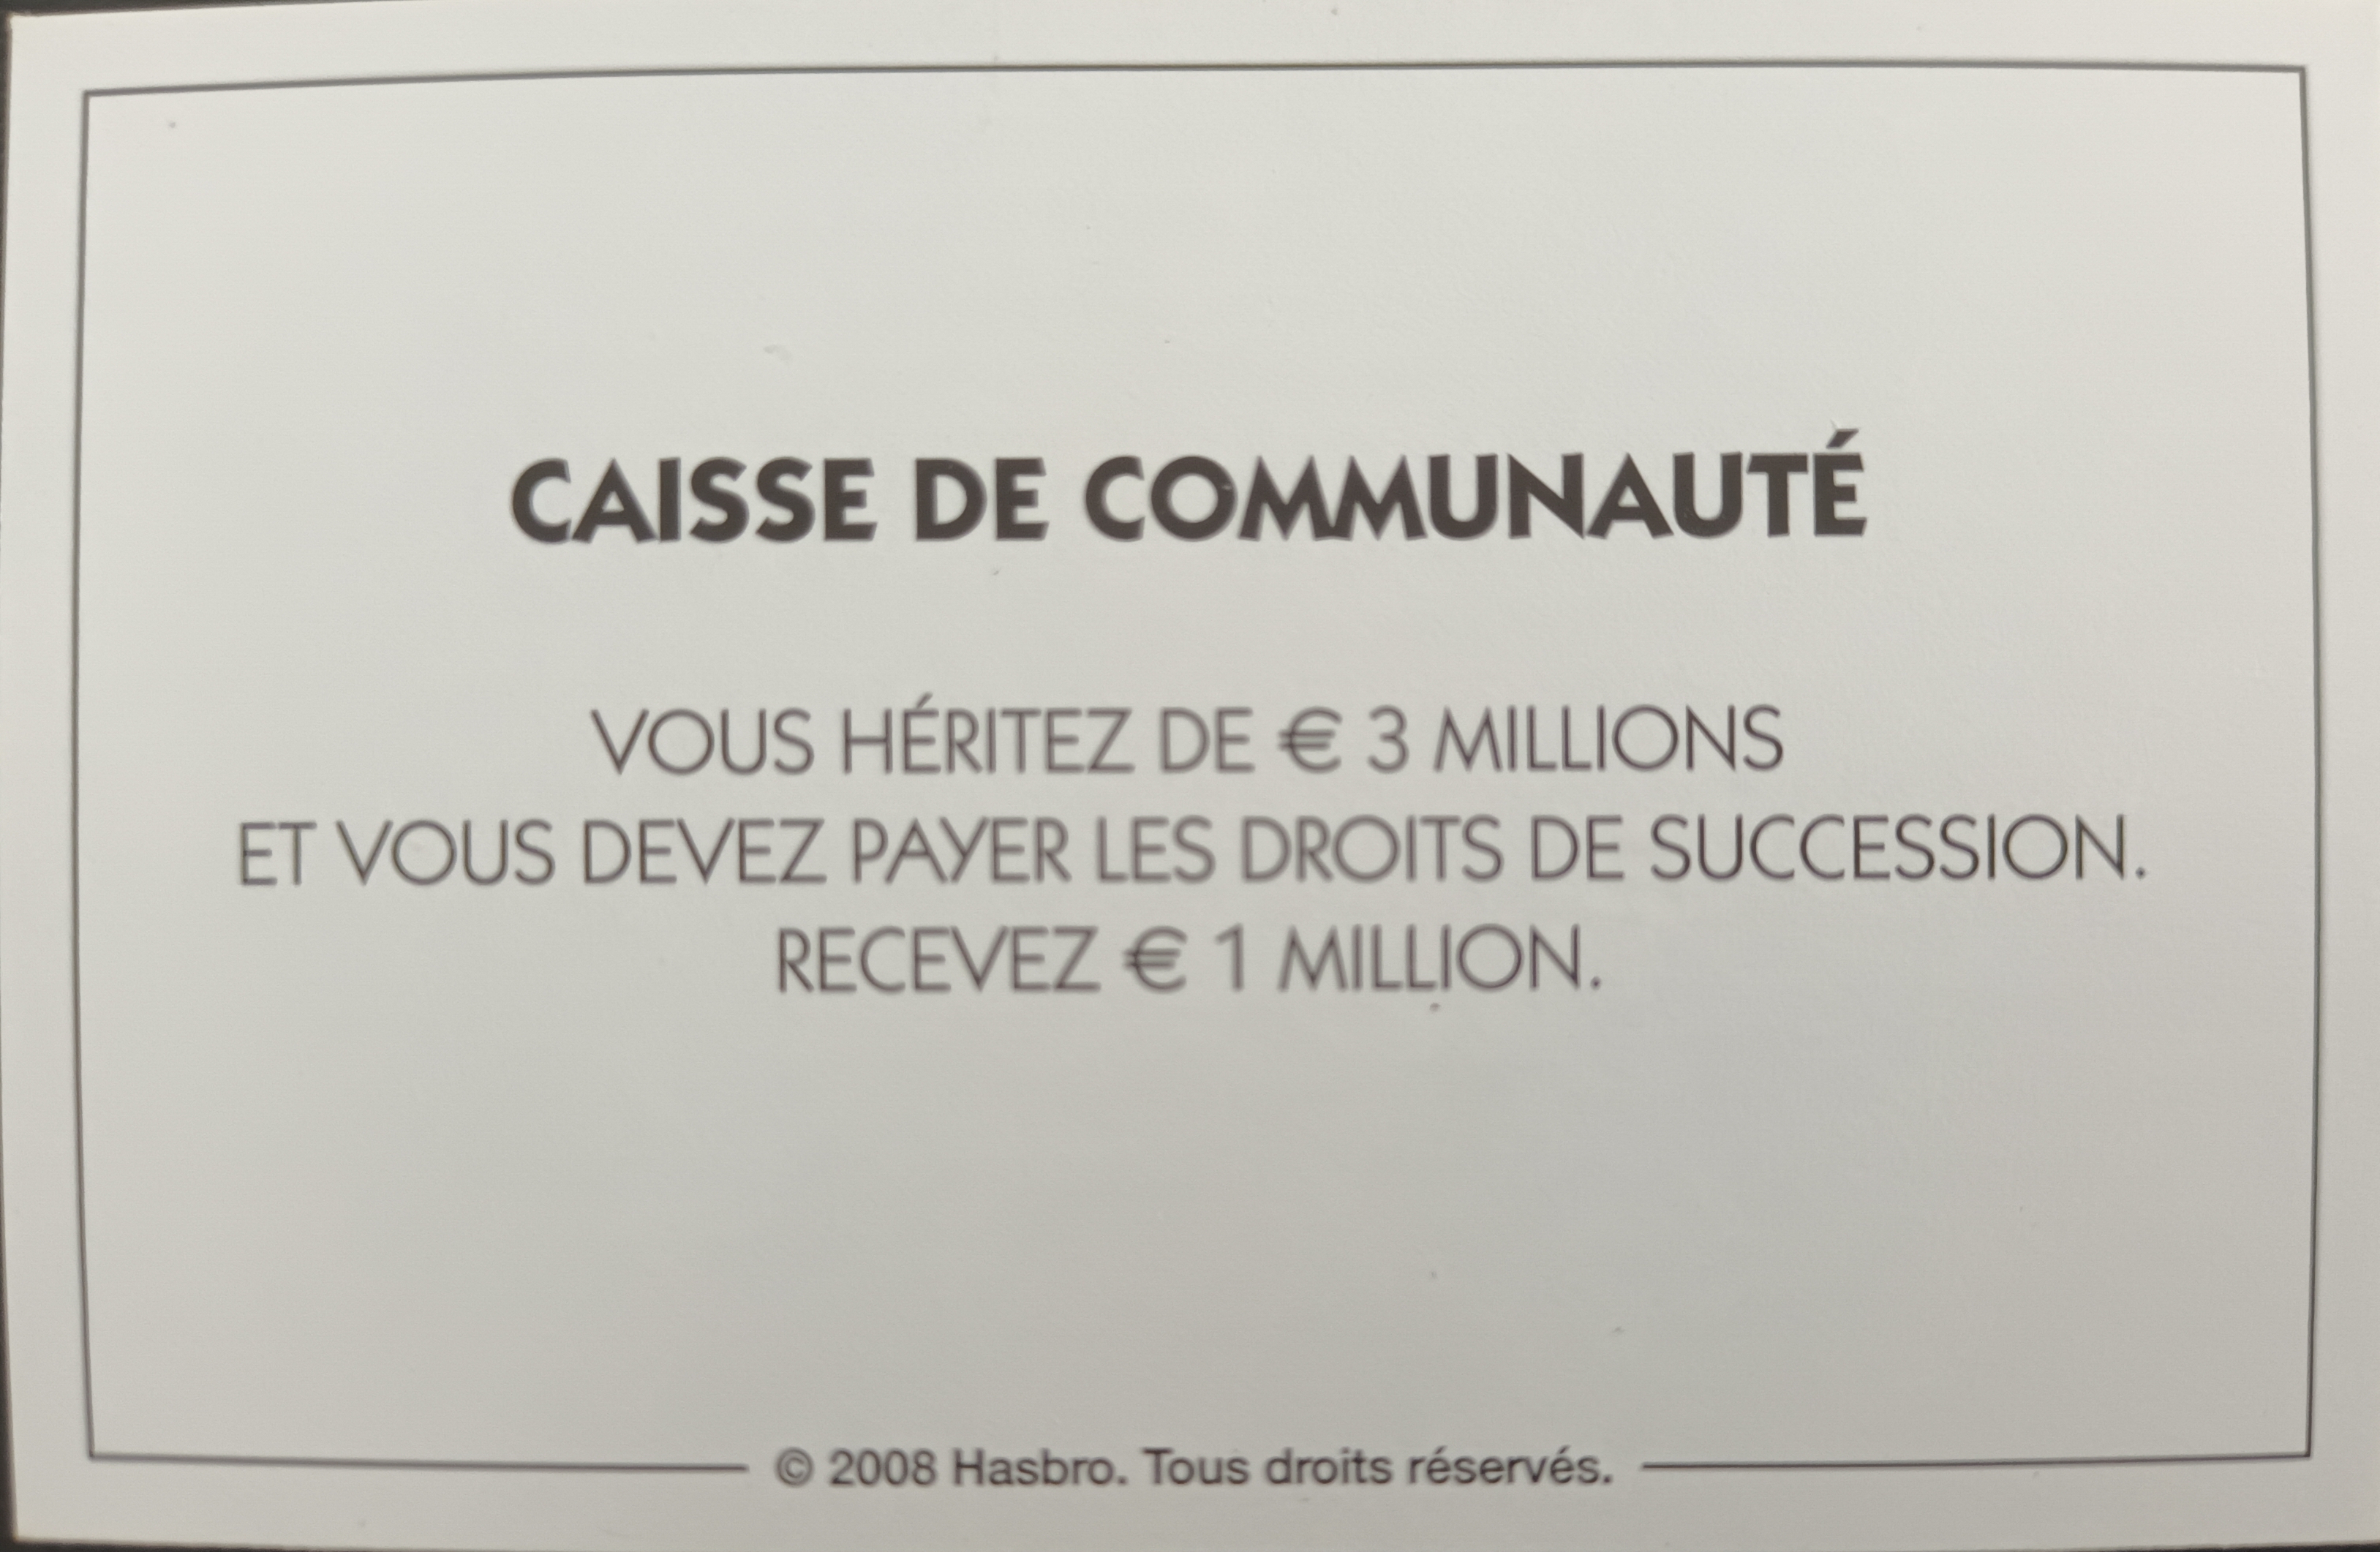 CAISSE DE COMMUNAUTÉ
VOUS HÉRITEZ DE € 3 MILLIONS
ET VOUS DEVEZ PAYER LES DROITS DE SUCCESSION.
RECEVEZ € 1 MILLION.
© 2008 Hasbro. Tous droits réservés.